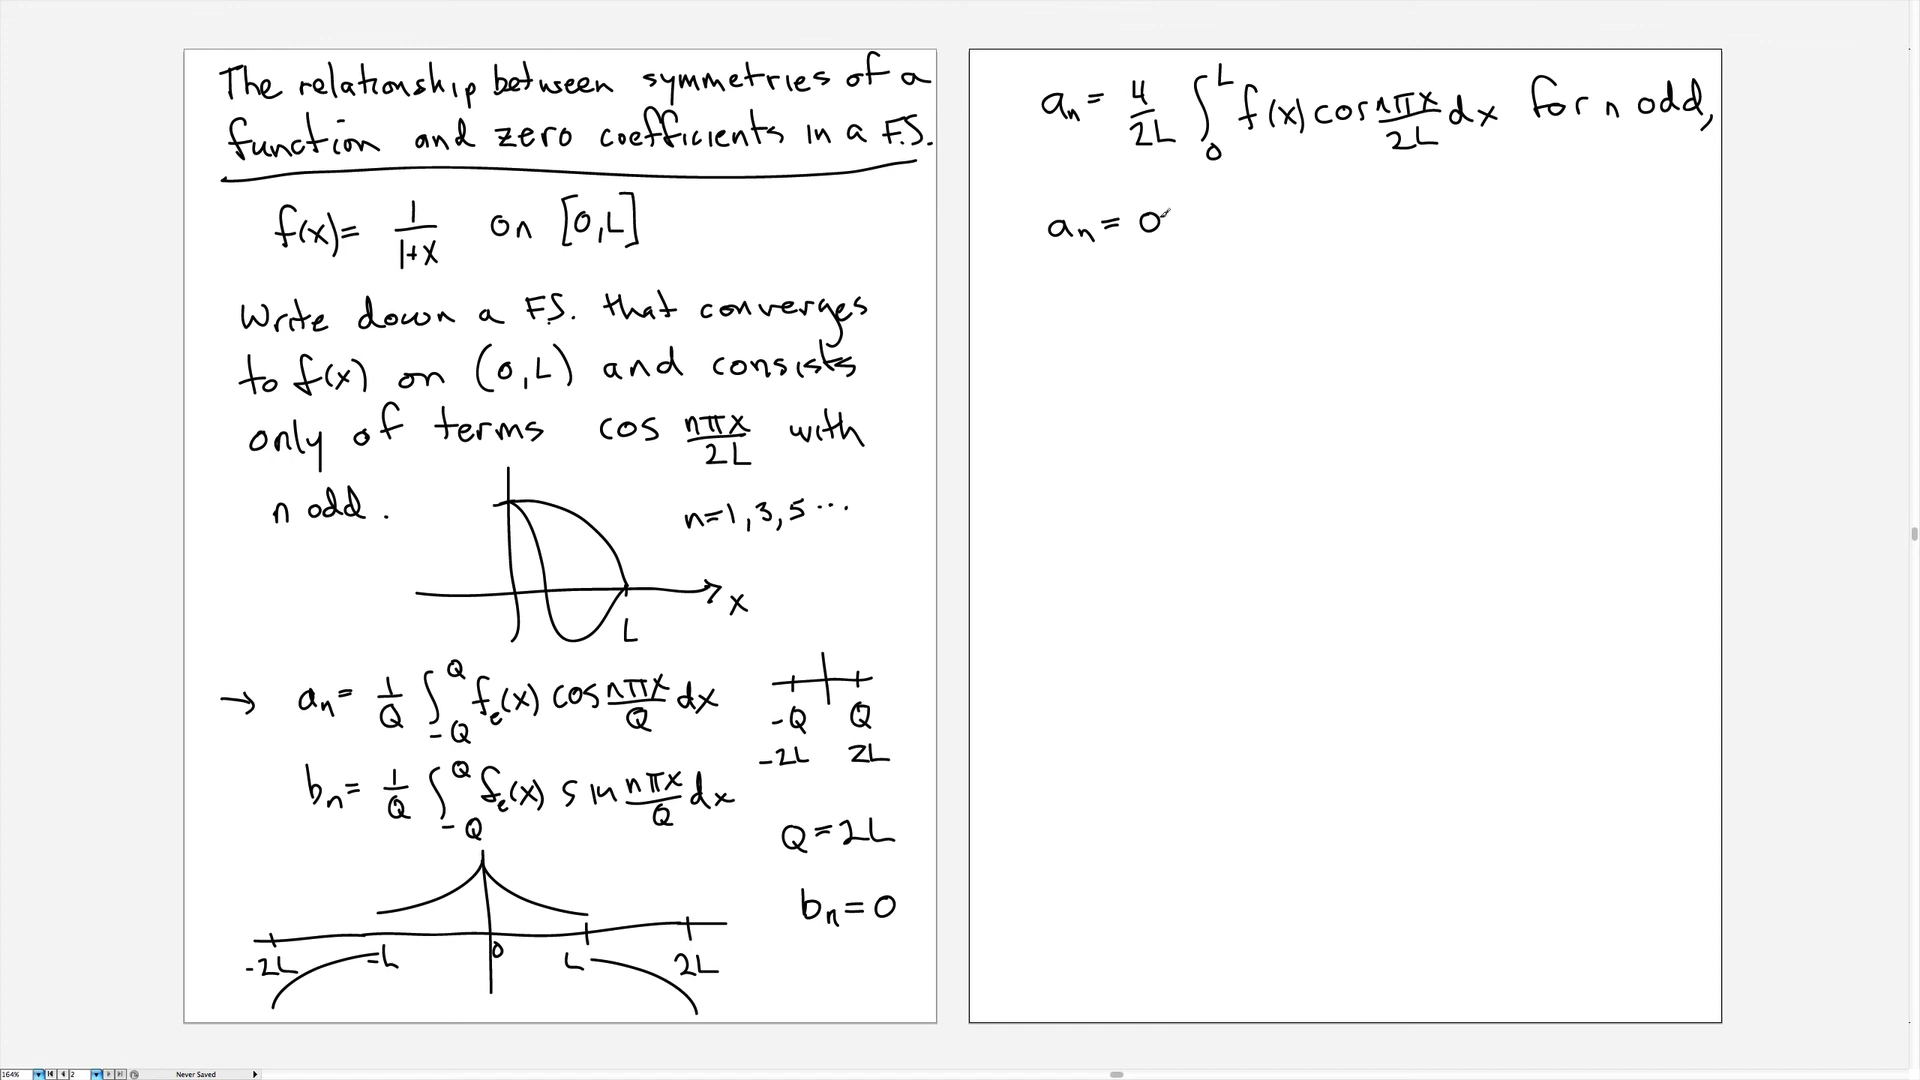 The relationship between symmetries of a
function and zero coefficients in a F.S.
f(x) = 1/(1+x) on [0,L]
Write down a F.S. that converges
to f(x) on (0,L) and consists
only of terms cos nπx/2L with
n odd. n=1,3,5...
x
L
→ aₙ = 1/Q ∫_{-Q}^{Q} fₑ(x) cos nπx/Q dx
-Q Q
-2L 2L
bₙ = 1/Q ∫_{-Q}^{Q} fₑ(x) sin nπx/Q dx
Q = 2L
bₙ = 0
-2L -L 0 L 2L
aₙ = 4/2L ∫_0^L f(x) cos nπx/2L dx for n odd,
aₙ = 0
164% 2 Never Saved